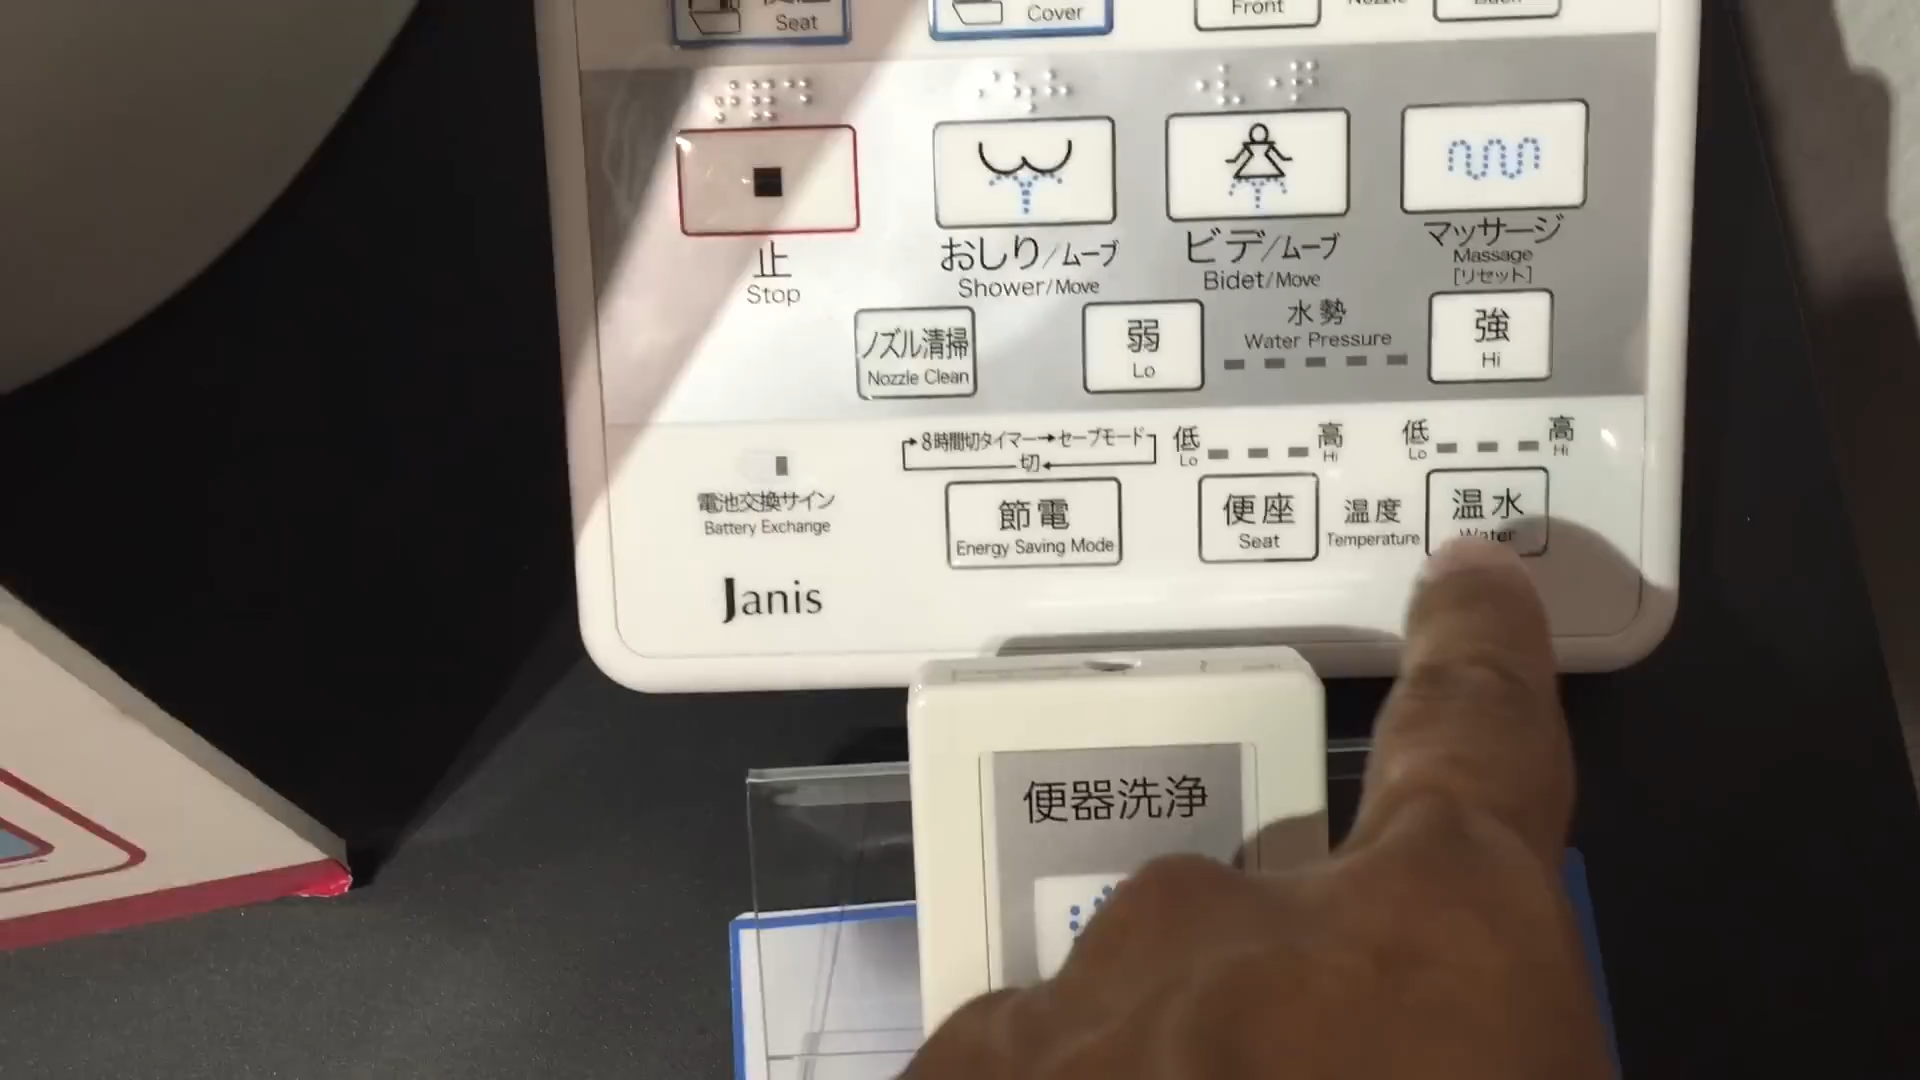 Seat
Cover
Front
止
Stop
おしり/ムーブ
Shower/Move
ビデ/ムーブ
Bidet/Move
マッサージ
Massage
[リセット]
ノズル清掃
Nozzle Clean
弱
Lo
水勢
Water Pressure
強
Hi
8時間切タイマー→セーブモード
切
低
Lo
高
Hi
低
Lo
高
Hi
電池交換サイン
Battery Exchange
節電
Energy Saving Mode
便座
Seat
温度
Temperature
温水
Water
Janis
便器洗浄